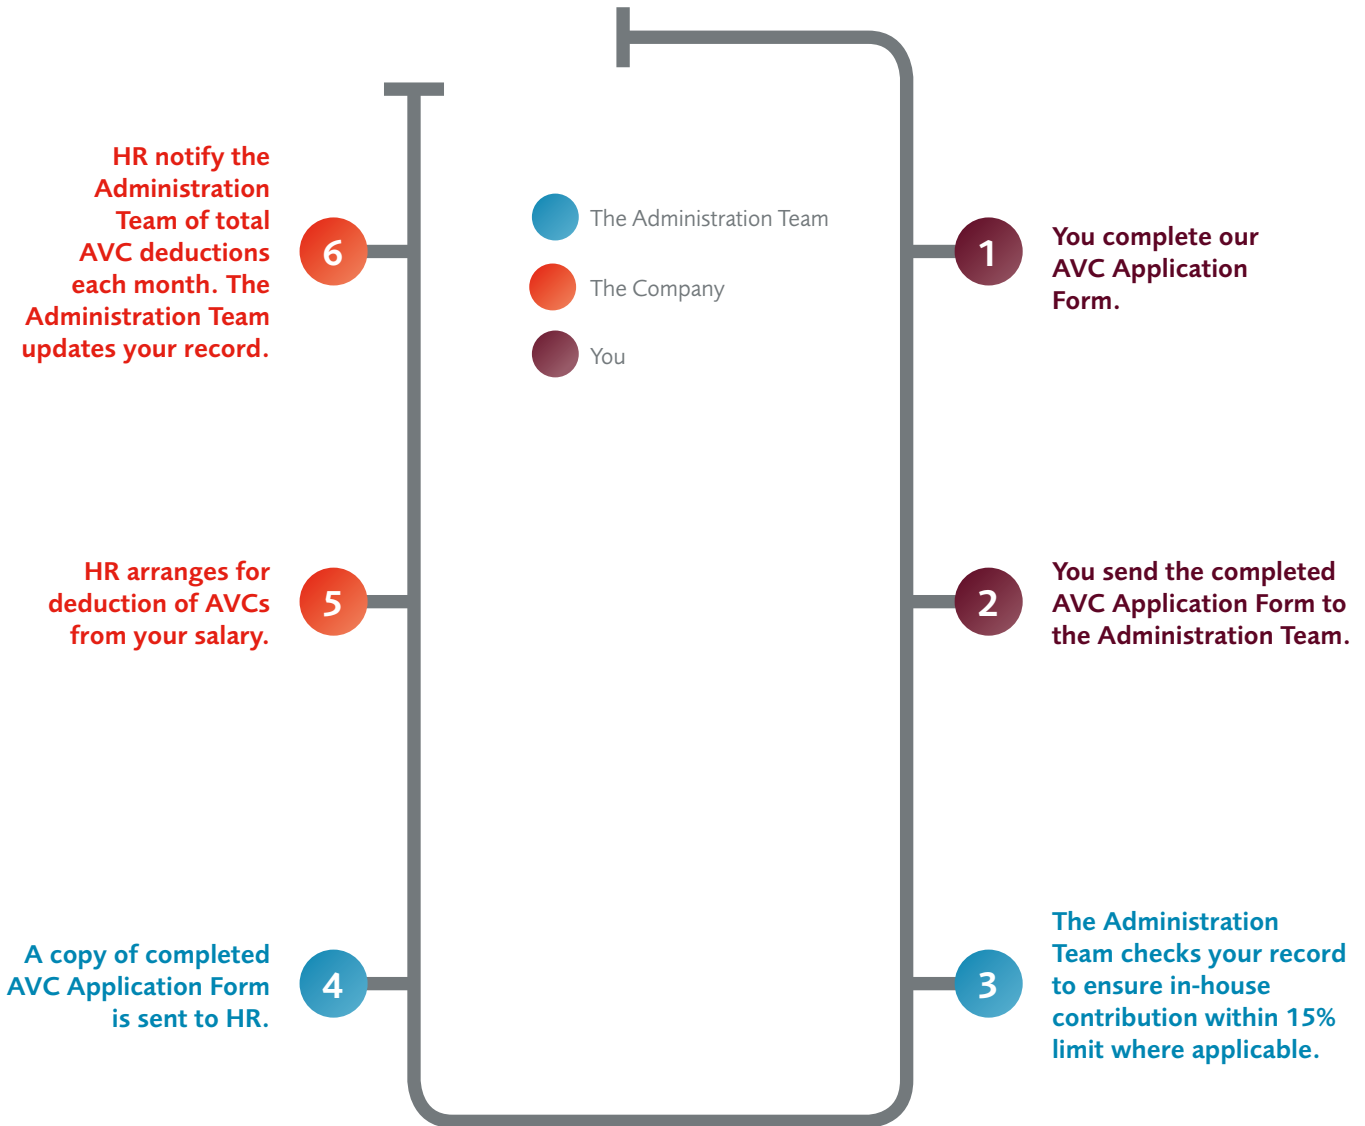 The Administration Team
The Company
You
1
You complete our
AVC Application
Form.
2
You send the completed
AVC Application Form to
the Administration Team.
3
The Administration
Team checks your record
to ensure in-house
contribution within 15%
limit where applicable.
4
A copy of completed
AVC Application Form
is sent to HR.
5
HR arranges for
deduction of AVCs
from your salary.
6
HR notify the
Administration
Team of total
AVC deductions
each month. The
Administration Team
updates your record.